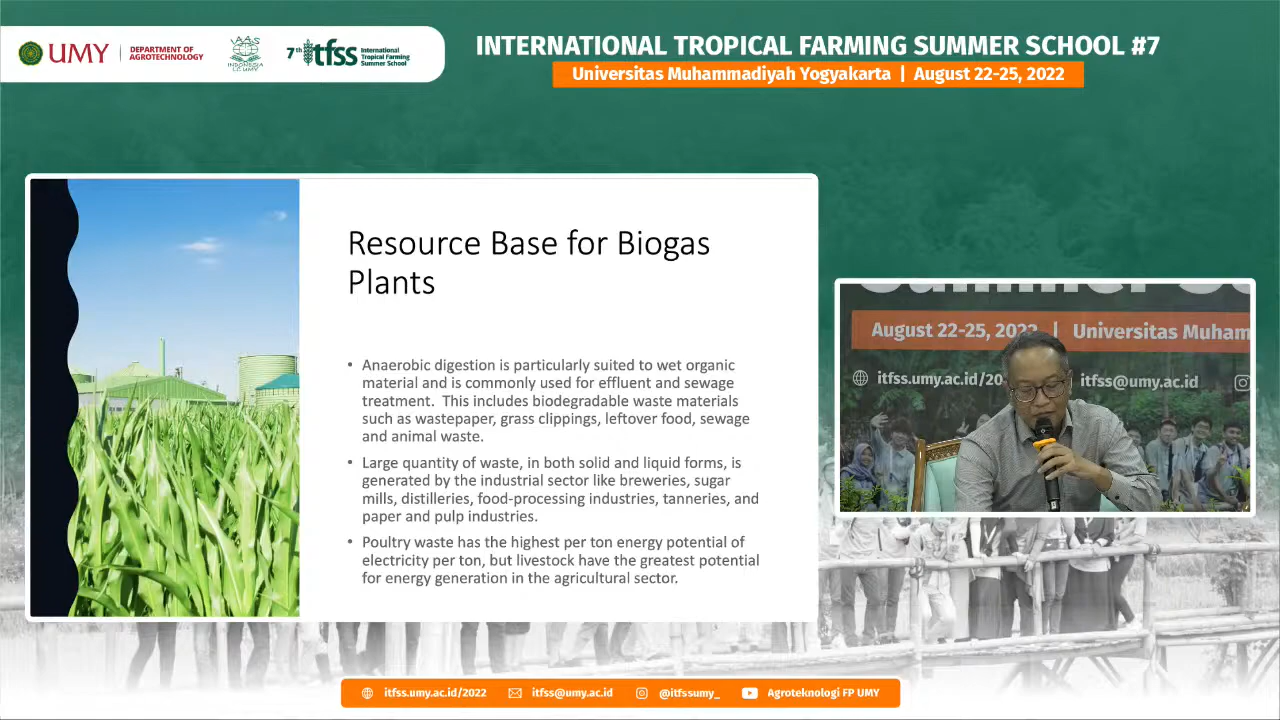 UMY
DEPARTMENT OF
AGROTECHNOLOGY
IAAS
INDONESIA
LC UMY
7th itfss
International
Tropical Farming
Summer School
INTERNATIONAL TROPICAL FARMING SUMMER SCHOOL #7
Universitas Muhammadiyah Yogyakarta | August 22-25, 2022
Resource Base for Biogas
Plants
• Anaerobic digestion is particularly suited to wet organic
material and is commonly used for effluent and sewage
treatment. This includes biodegradable waste materials
such as wastepaper, grass clippings, leftover food, sewage
and animal waste.
• Large quantity of waste, in both solid and liquid forms, is
generated by the industrial sector like breweries, sugar
mills, distilleries, food-processing industries, tanneries, and
paper and pulp industries.
• Poultry waste has the highest per ton energy potential of
electricity per ton, but livestock have the greatest potential
for energy generation in the agricultural sector.
August 22-25, 2022 | Universitas Muham
itfss.umy.ac.id/20 itfss@umy.ac.id
itfss.umy.ac.id/2022 itfss@umy.ac.id @itfssumy_ Agroteknologi FP UMY